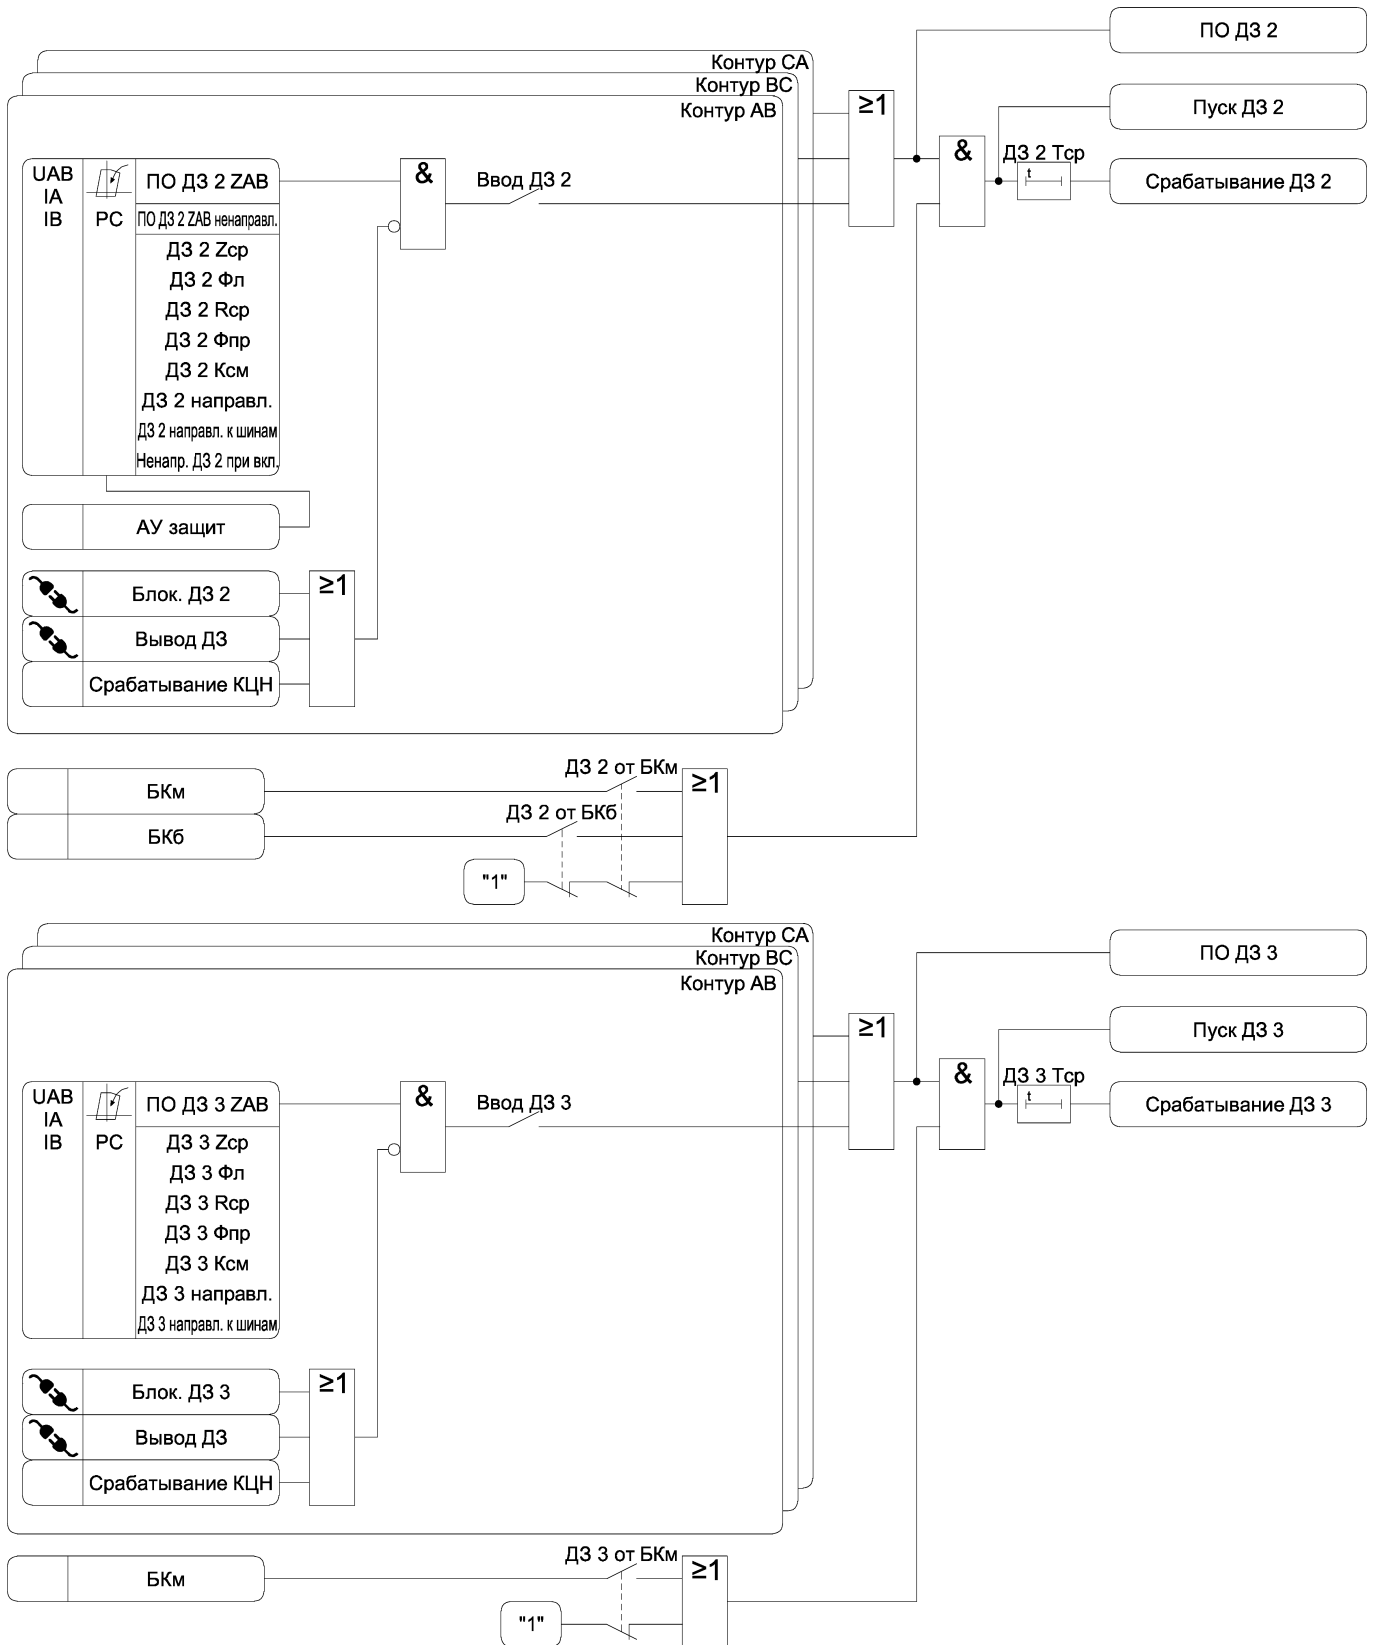 ПО ДЗ 2
Контур CA
Контур BC
Контур AB
≥1
Пуск ДЗ 2
&
ДЗ 2 Тср
t
Срабатывание ДЗ 2
UAB
IA
IB
РС
ПО ДЗ 2 ZAB
ПО ДЗ 2 ZAB ненаправл.
ДЗ 2 Zср
ДЗ 2 Фл
ДЗ 2 Rср
ДЗ 2 Фпр
ДЗ 2 Ксм
ДЗ 2 направл.
ДЗ 2 направл. к шинам
Ненапр. ДЗ 2 при вкл.
&
Ввод ДЗ 2
АУ защит
Блок. ДЗ 2
Вывод ДЗ
Срабатывание КЦН
≥1
БКм
БКб
ДЗ 2 от БКм
ДЗ 2 от БКб
"1"
≥1
Контур CA
Контур BC
Контур AB
ПО ДЗ 3
≥1
Пуск ДЗ 3
&
ДЗ 3 Тср
t
Срабатывание ДЗ 3
UAB
IA
IB
РС
ПО ДЗ 3 ZAB
ДЗ 3 Zср
ДЗ 3 Фл
ДЗ 3 Rср
ДЗ 3 Фпр
ДЗ 3 Ксм
ДЗ 3 направл.
ДЗ 3 направл. к шинам
&
Ввод ДЗ 3
Блок. ДЗ 3
Вывод ДЗ
Срабатывание КЦН
≥1
БКм
ДЗ 3 от БКм
"1"
≥1